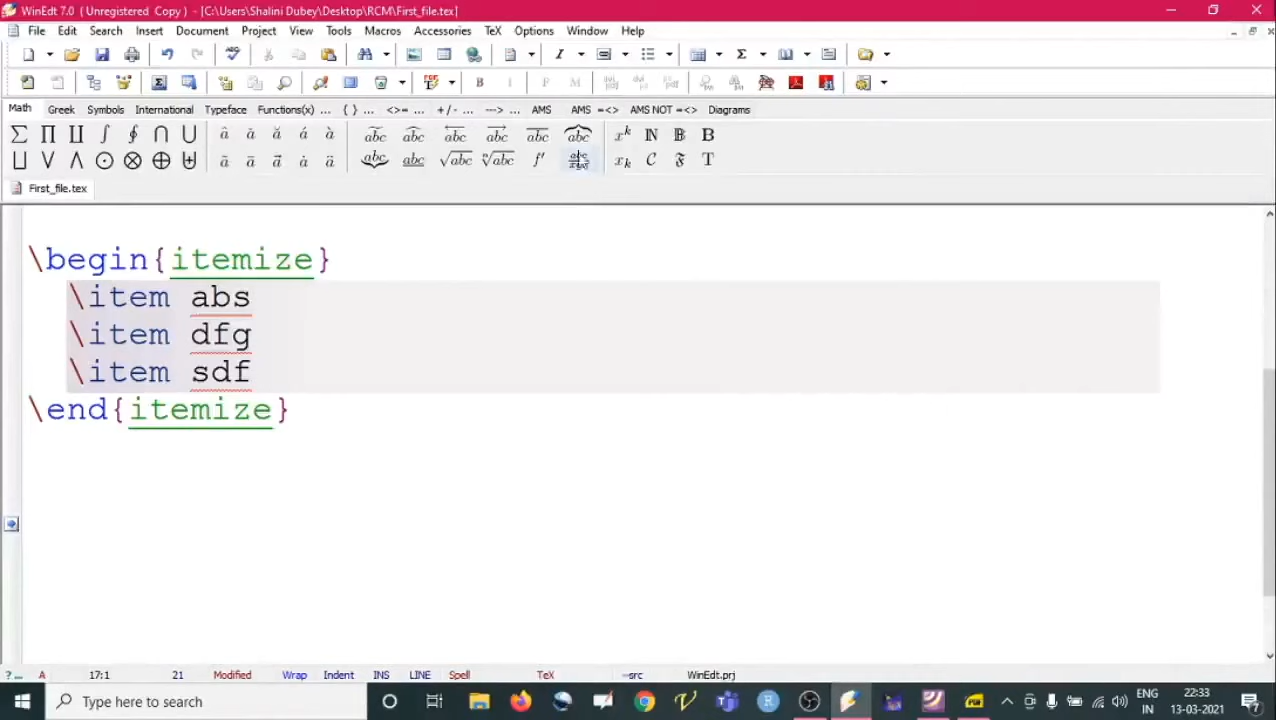 WinEdt 7.0 ( Unregistered Copy ) - [C:\Users\Shalini Dubey\Desktop\RCM\First_file.tex]
File Edit Search Insert Document Project View Tools Macros Accessories TeX Options Window Help
Math Greek Symbols International Typeface Functions(x) ... { } ... <>= ... +/- ... ---> ... AMS AMS =<> AMS NOT =<> Diagrams
First_file.tex
\begin{itemize}
\item abs
\item dfg
\item sdf
\end{itemize}
?... A 17:1 21 Modified Wrap Indent INS LINE Spell TeX --src WinEdt.prj
Type here to search
ENG 22:33
IN 13-03-2021